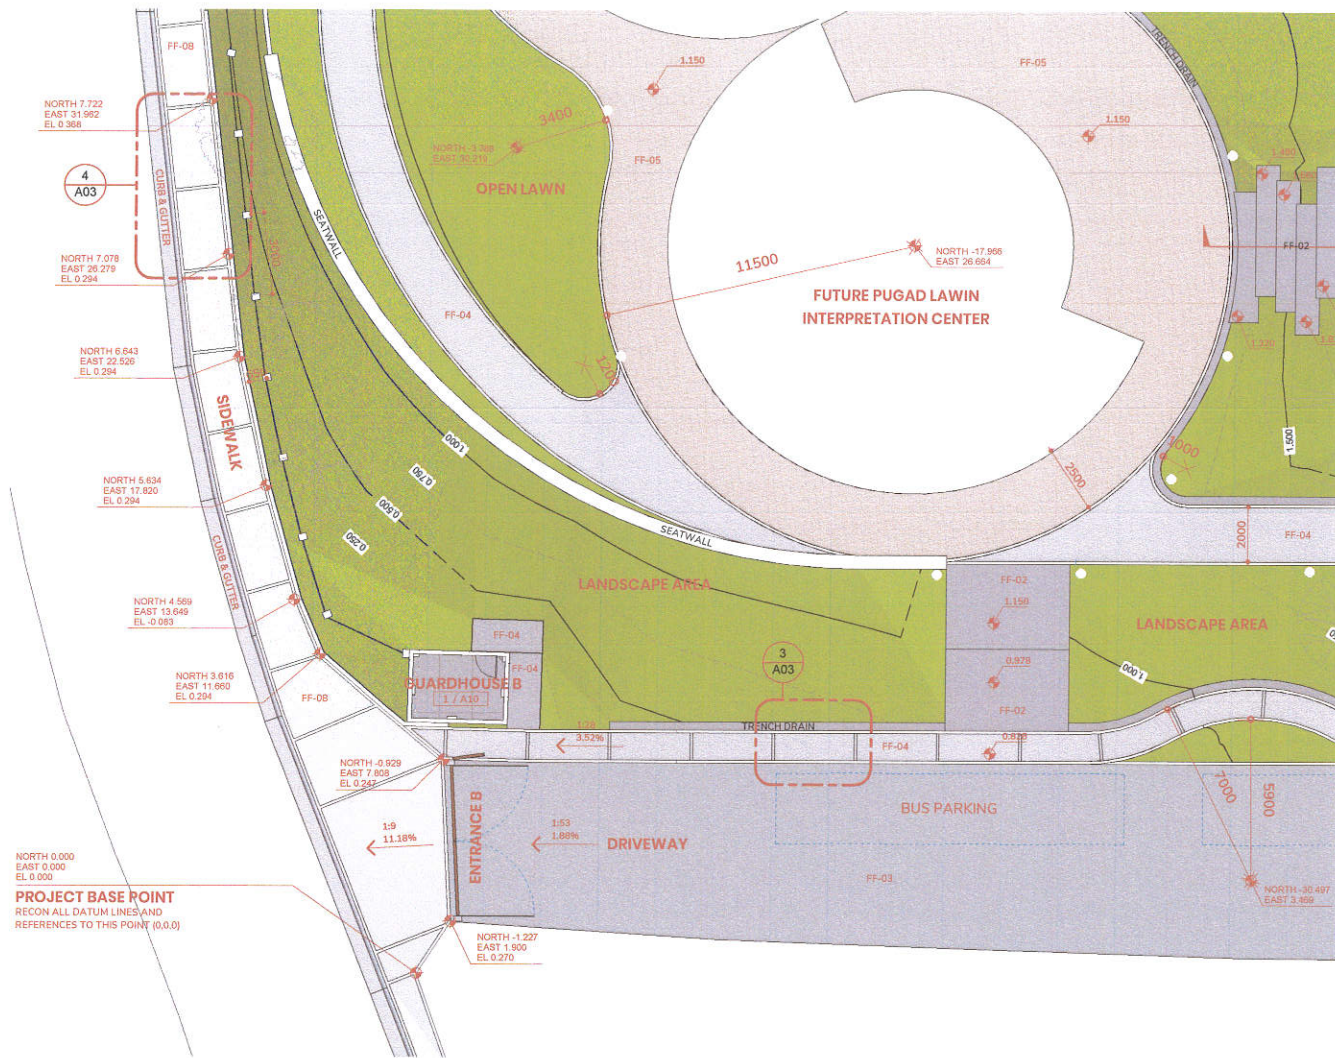 FF-08
NORTH 7.722
EAST 31.962
EL 0.368
4
A03
CURB & GUTTER
NORTH 7.078
EAST 26.279
EL 0.294
NORTH 6.643
EAST 22.526
EL 0.294
SIDEWALK
NORTH 5.634
EAST 17.820
EL 0.294
CURB & GUTTER
NORTH 4.569
EAST 13.649
EL -0.083
NORTH 3.616
EAST 11.660
EL 0.294
FF-08
SEATWALL
FF-04
OPEN LAWN
EAST 30.219
3400
1.150
FF-05
FF-05
1.150
TRENCH DRAIN
11500
NORTH -17.966
EAST 26.664
FUTURE PUGAD LAWIN
INTERPRETATION CENTER
1200
2500
1000
2000
FF-02
FF-04
1.500
1.000
0.750
0.500
0.250
SEATWALL
LANDSCAPE AREA
FF-02
1.156
0.978
FF-02
LANDSCAPE AREA
1.000
FF-04
FF-04
GUARDHOUSE B
1 / A10
3
A03
TRENCH DRAIN
3.52%
FF-04
NORTH -0.929
EAST 7.808
EL 0.247
1:9
11.18%
ENTRANCE B
1:53
1.88%
DRIVEWAY
BUS PARKING
FF-03
7000
5900
NORTH -30.497
EAST 3.469
NORTH 0.000
EAST 0.000
EL 0.000
PROJECT BASE POINT
RECON ALL DATUM LINES AND
REFERENCES TO THIS POINT (0,0,0)
NORTH -1.227
EAST 1.900
EL 0.270